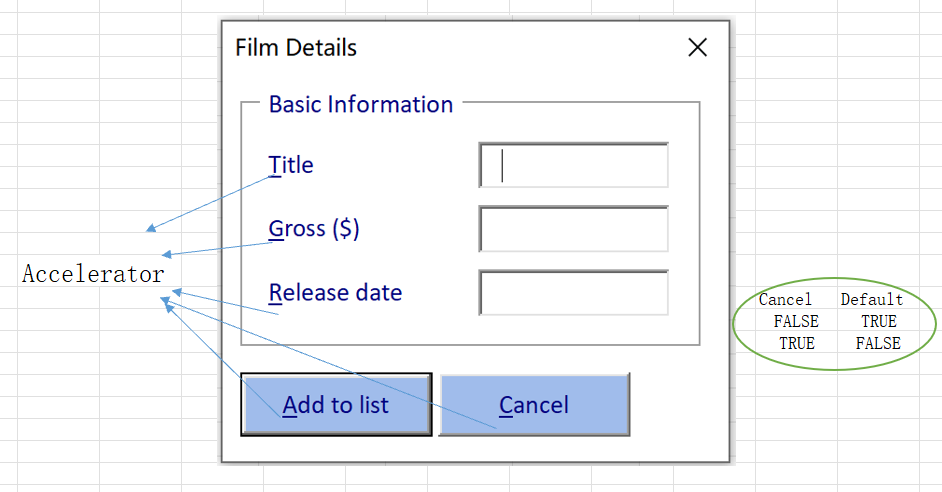 Film Details
Basic Information
Title
Gross ($)
Release date
Add to list
Cancel
Accelerator
Cancel Default
FALSE TRUE
TRUE FALSE